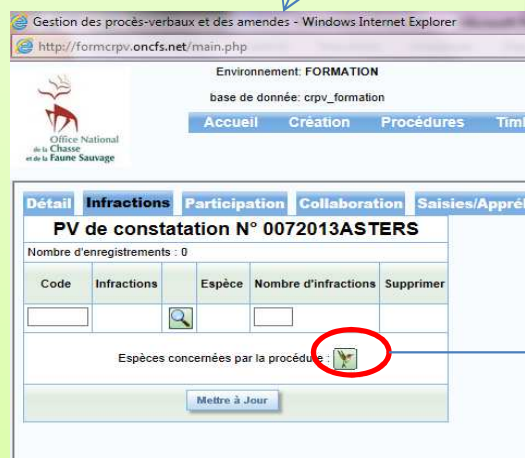 Gestion des procès-verbaux et des amendes - Windows Internet Explorer
http://formcrpv.oncfs.net/main.php
Environnement: FORMATION
base de donnée: crpv_formation
Accueil Création Procédures
Office National
de la Chasse
et de la Faune Sauvage
Détail Infractions Participation Collaboration
PV de constatation N° 0072013ASTERS
Nombre d'enregistrements : 0
Code Infractions Espèce Nombre d'infractions Supprimer
Espèces concernées par la procédure :
Mettre à Jour